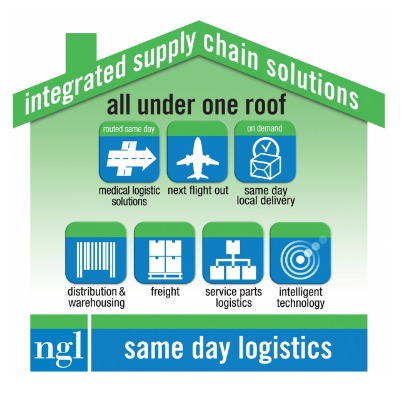 integrated supply chain solutions
all under one roof
routed same day
on demand
medical logistic
solutions
next flight out
same day
local delivery
distribution &
warehousing
freight
service parts
logistics
intelligent
technology
ngl
same day logistics